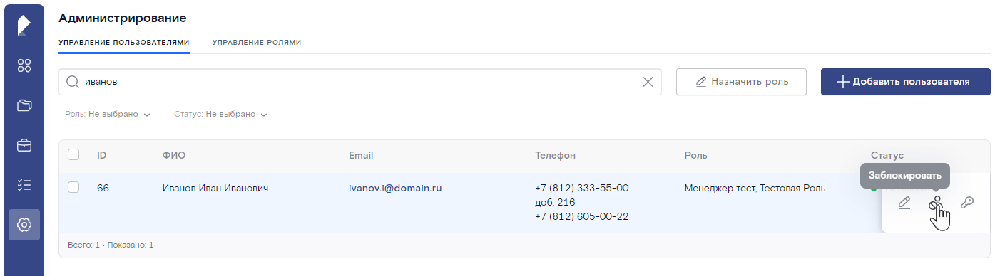 Администрирование
УПРАВЛЕНИЕ ПОЛЬЗОВАТЕЛЯМИ УПРАВЛЕНИЕ РОЛЯМИ
иванов Назначить роль Добавить пользователя
Роль: Не выбрано Статус: Не выбрано
ID ФИО Email Телефон Роль Статус
Заблокировать
66 Иванов Иван Иванович ivanov.i@domain.ru +7 (812) 333-55-00 Менеджер тест, Тестовая Роль
доб. 216
+7 (812) 605-00-22
Всего: 1 • Показано: 1